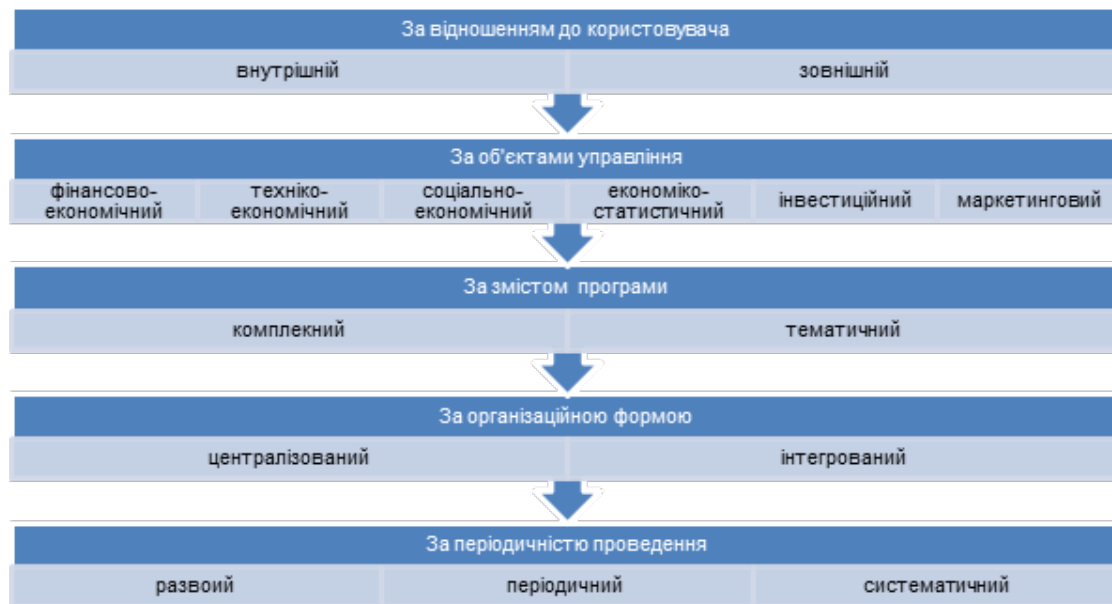 За відношенням до користовувача
внутрішній зовнішній
За об'єктами управління
фінансово-економічний техніко-економічний соціально-економічний економіко-статистичний інвестиційний маркетинговий
За змістом програми
комплекний тематичний
За організаційною формою
централізований інтегрований
За періодичністю проведення
развоий періодичний систематичний